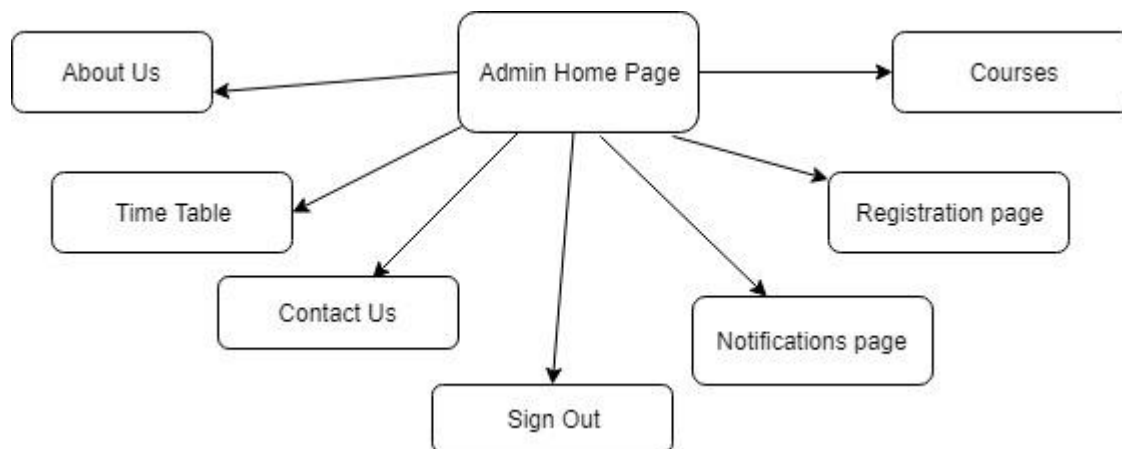 About Us
Admin Home Page
Courses
Time Table
Registration page
Contact Us
Notifications page
Sign Out